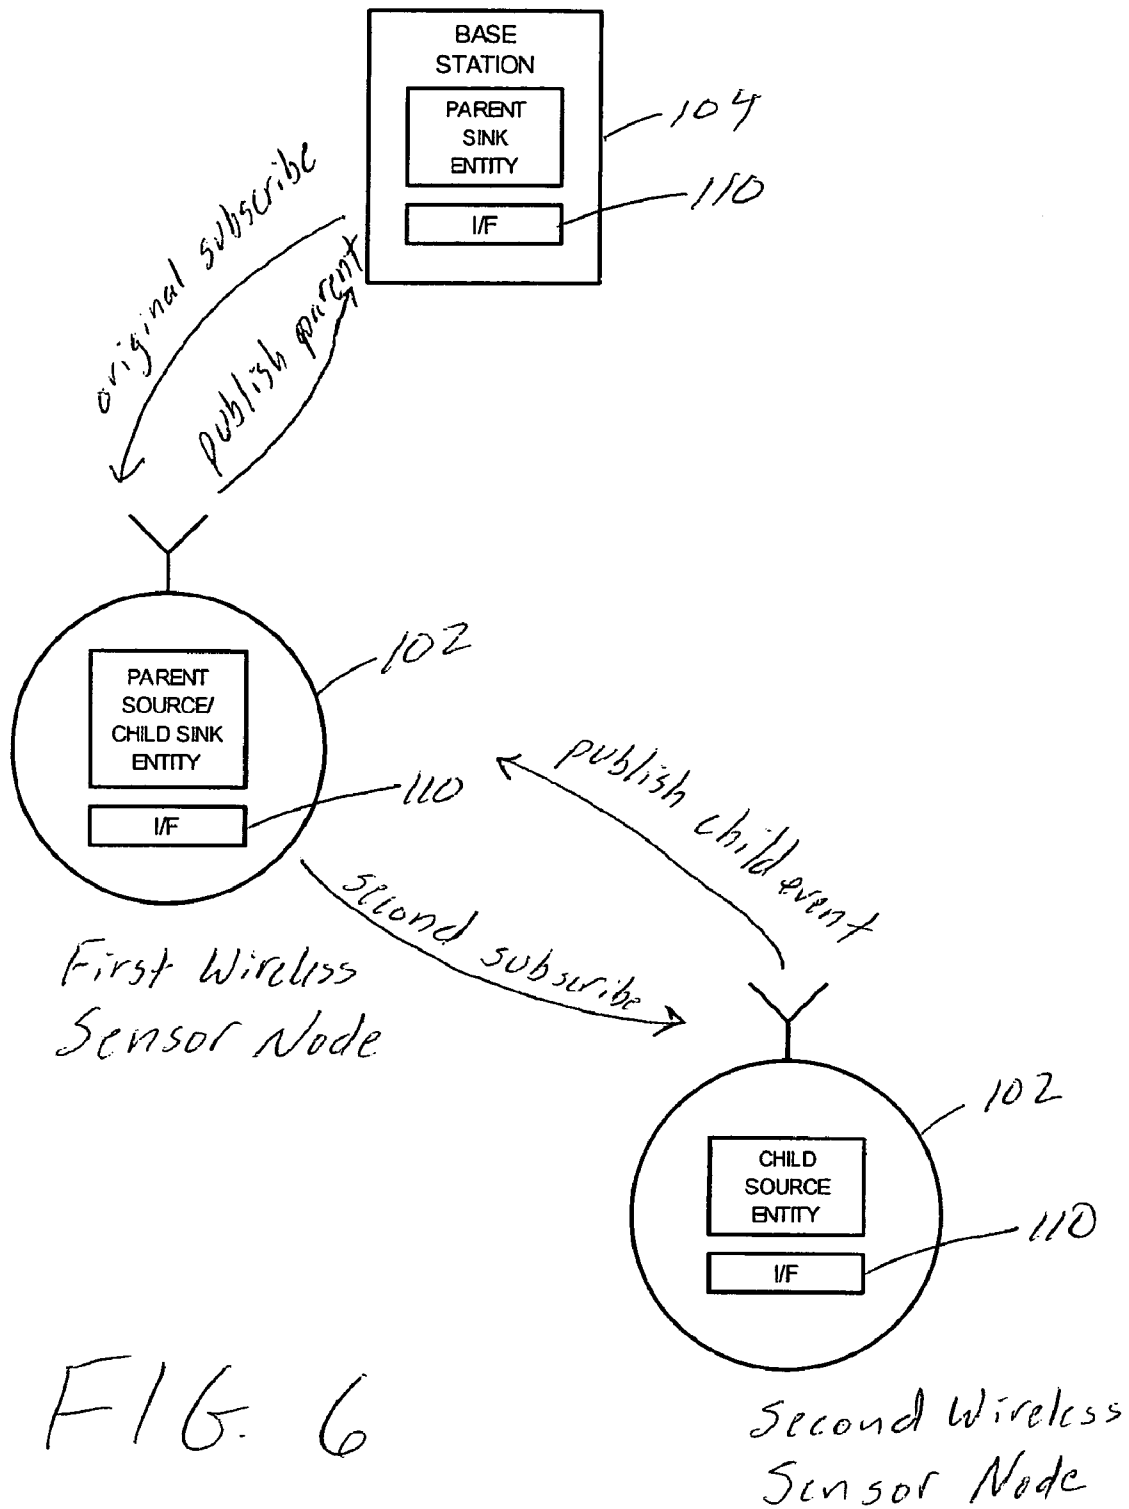 BASE
STATION
PARENT
SINK
ENTITY
I/F
104
110
original subscribe
publish parent
PARENT
SOURCE/
CHILD SINK
ENTITY
I/F
102
110
First Wireless
Sensor Node
publish child event
second subscribe
CHILD
SOURCE
ENTITY
I/F
102
110
Second Wireless
Sensor Node
FIG. 6